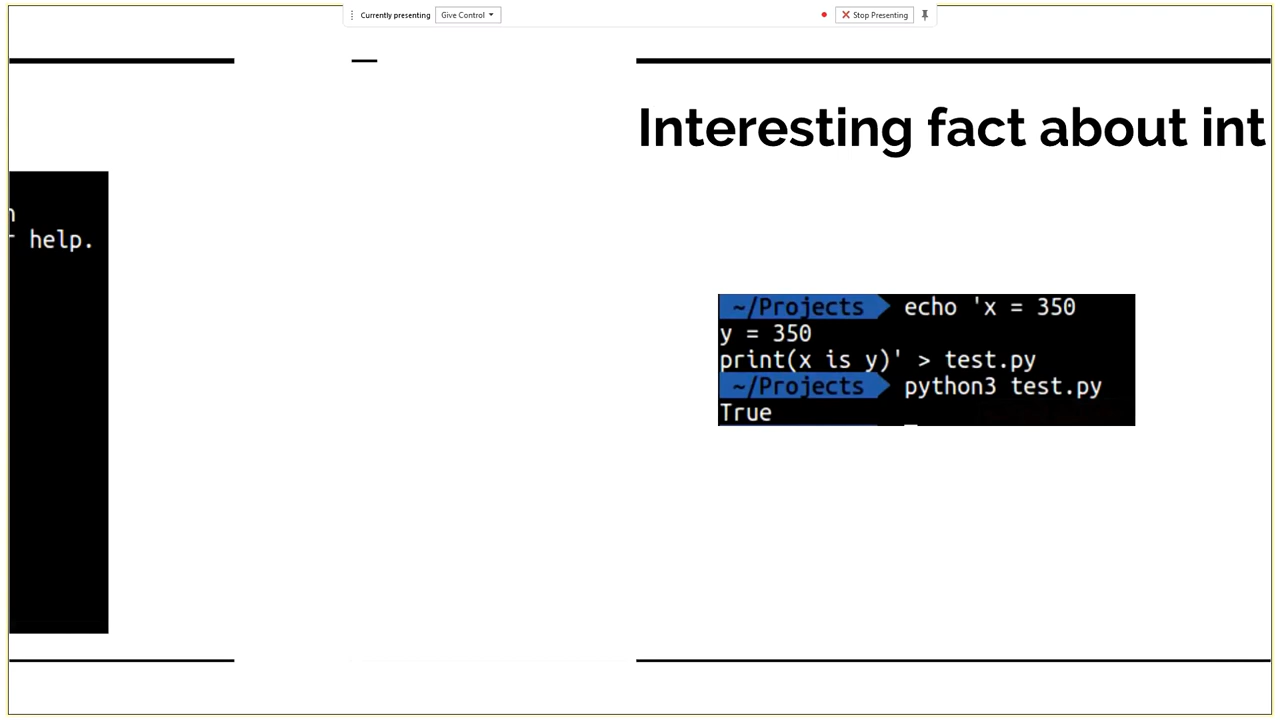 Currently presenting
Give Control
Stop Presenting
Interesting fact about int
help.
~/Projects echo 'x = 350
y = 350
print(x is y)' > test.py
~/Projects python3 test.py
True